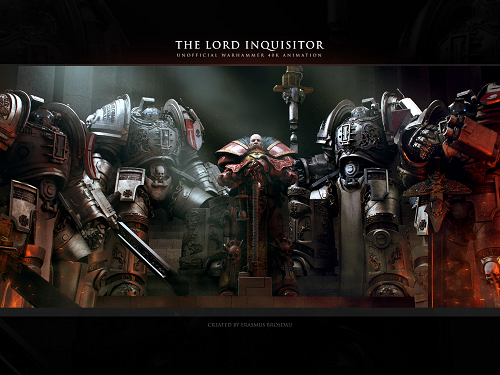 THE LORD INQUISITOR
UNOFFICIAL WARHAMMER 40K ANIMATION
CREATED BY ERASMUS BROSDAU